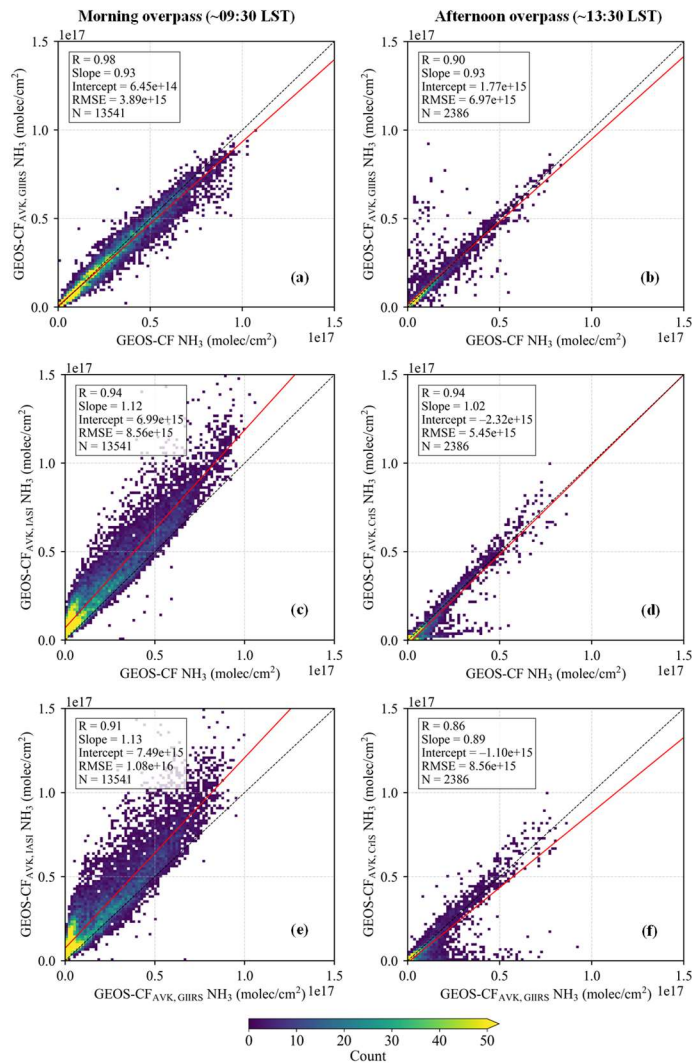 Morning overpass (~09:30 LST)
Afternoon overpass (~13:30 LST)
1e17
1.5
1.0
0.5
0.0
GEOS-CF_AVK, GIIRS NH₃ (molec/cm²)
R = 0.98
Slope = 0.93
Intercept = 6.45e+14
RMSE = 3.89e+15
N = 13541
(a)
0.0 0.5 1.0 1.5
1e17
GEOS-CF NH₃ (molec/cm²)
1e17
1.5
1.0
0.5
0.0
GEOS-CF_AVK, GIIRS NH₃ (molec/cm²)
R = 0.90
Slope = 0.93
Intercept = 1.77e+15
RMSE = 6.97e+15
N = 2386
(b)
0.0 0.5 1.0 1.5
1e17
GEOS-CF NH₃ (molec/cm²)
1e17
1.5
1.0
0.5
0.0
GEOS-CF_AVK, IASI NH₃ (molec/cm²)
R = 0.94
Slope = 1.12
Intercept = 6.99e+15
RMSE = 8.56e+15
N = 13541
(c)
0.0 0.5 1.0 1.5
1e17
GEOS-CF NH₃ (molec/cm²)
1e17
1.5
1.0
0.5
0.0
GEOS-CF_AVK, CrIS NH₃ (molec/cm²)
R = 0.94
Slope = 1.02
Intercept = −2.32e+15
RMSE = 5.45e+15
N = 2386
(d)
0.0 0.5 1.0 1.5
1e17
GEOS-CF NH₃ (molec/cm²)
1e17
1.5
1.0
0.5
0.0
GEOS-CF_AVK, IASI NH₃ (molec/cm²)
R = 0.91
Slope = 1.13
Intercept = 7.49e+15
RMSE = 1.08e+16
N = 13541
(e)
0.0 0.5 1.0 1.5
1e17
GEOS-CF_AVK, GIIRS NH₃ (molec/cm²)
1e17
1.5
1.0
0.5
0.0
GEOS-CF_AVK, CrIS NH₃ (molec/cm²)
R = 0.86
Slope = 0.89
Intercept = −1.10e+15
RMSE = 8.56e+15
N = 2386
(f)
0.0 0.5 1.0 1.5
1e17
GEOS-CF_AVK, GIIRS NH₃ (molec/cm²)
0 10 20 30 40 50
Count